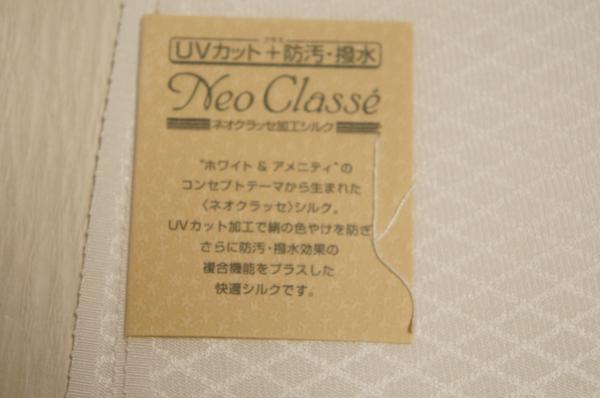 プラス
UVカット+防汚・撥水
Neo Classé
ネオクラッセ加工シルク
"ホワイト & アメニティ"の
コンセプトテーマから生まれた
〈ネオクラッセ〉シルク。
UVカット加工で絹の色やけを防ぎ
さらに防汚・撥水効果の
複合機能をプラスした
快適シルクです。